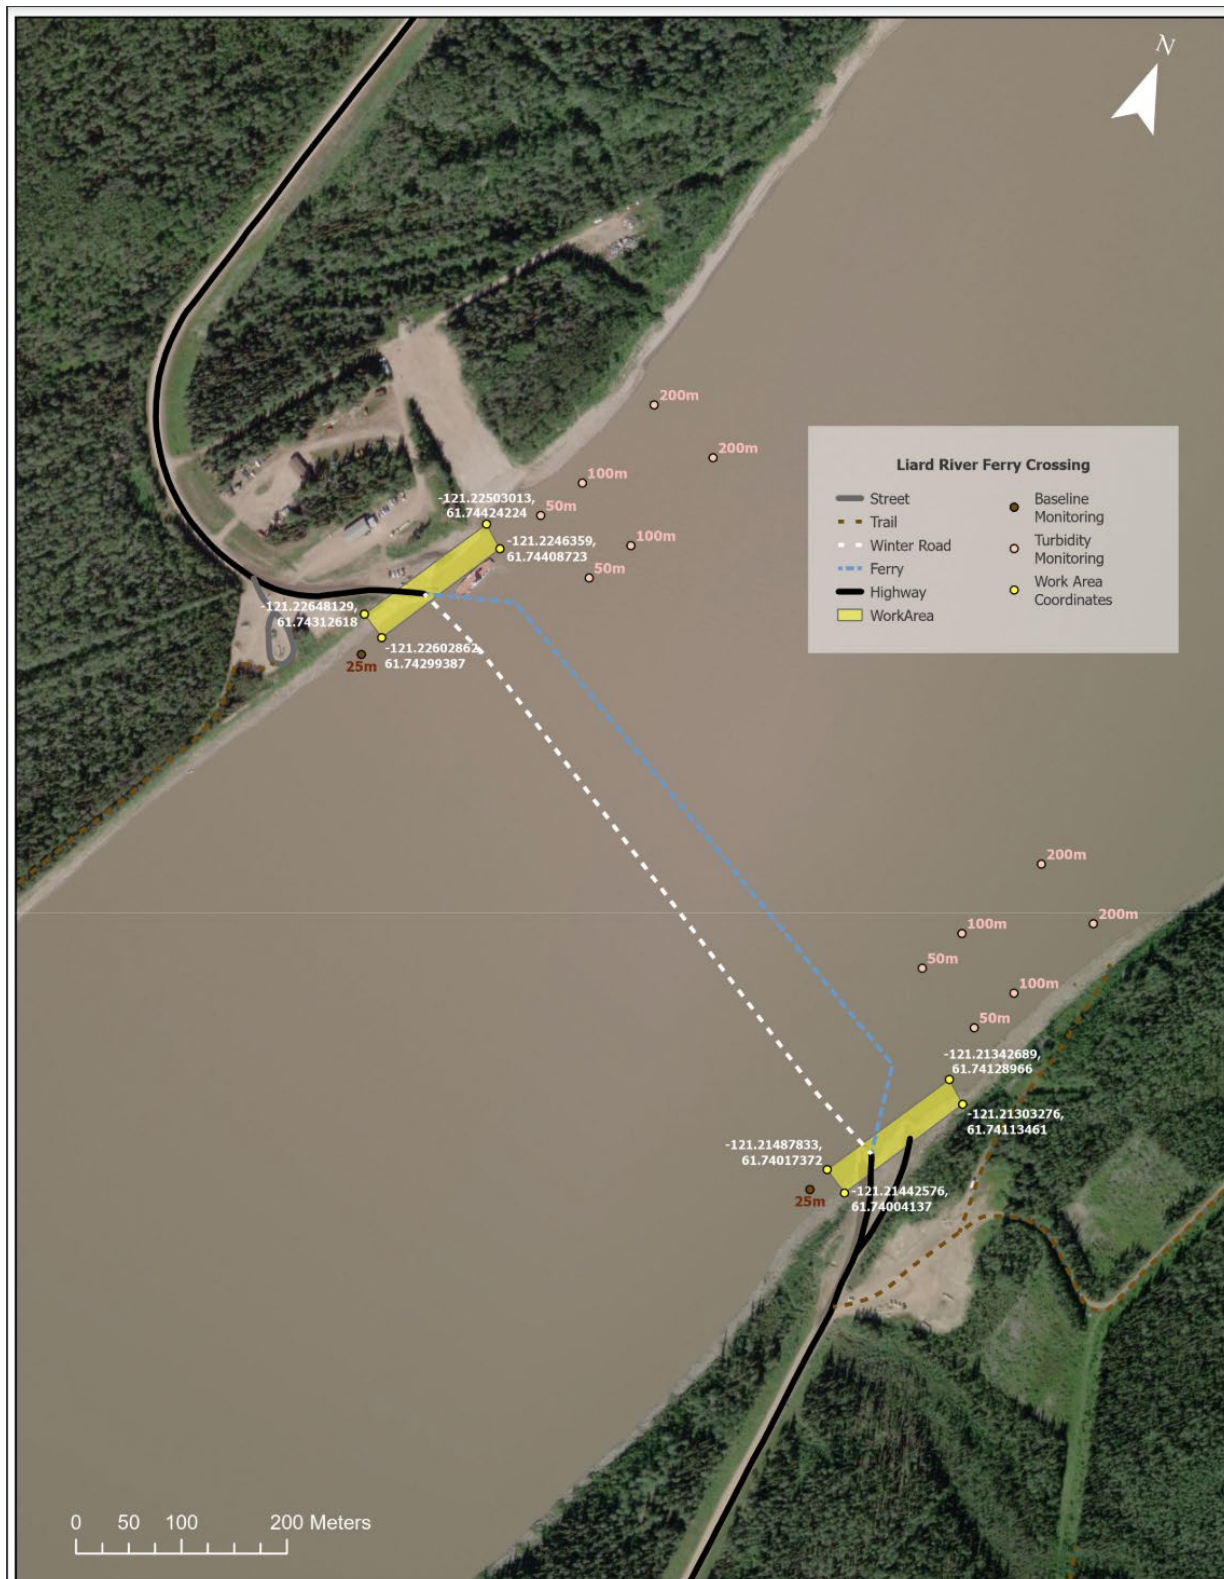 N
200m
200m
100m
50m
100m
50m
-121.22503013,
61.74424224
-121.2246359,
61.74408723
-121.22648129,
61.74312618
-121.22602862,
61.74299387
25m
Liard River Ferry Crossing
Street
Trail
Winter Road
Ferry
Highway
WorkArea
Baseline
Monitoring
Turbidity
Monitoring
Work Area
Coordinates
200m
200m
100m
50m
100m
50m
-121.21342689,
61.74128966
-121.21303276,
61.74113461
-121.21487833,
61.74017372
25m
-121.21442576,
61.74004137
0 50 100 200 Meters